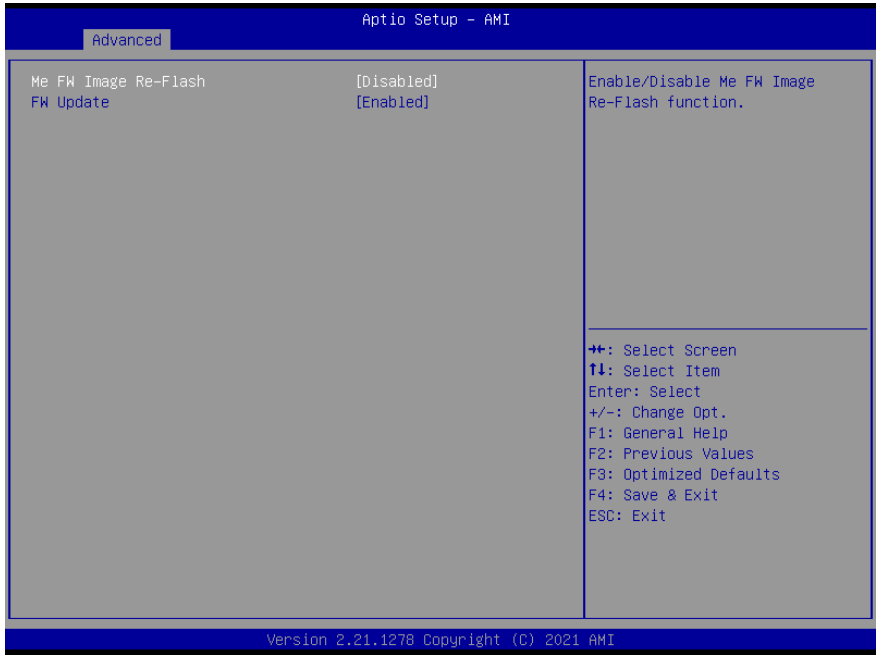 Aptio Setup – AMI
Advanced
Me FW Image Re-Flash [Disabled]
FW Update [Enabled]
Enable/Disable Me FW Image
Re-Flash function.
→←: Select Screen
↑↓: Select Item
Enter: Select
+/-: Change Opt.
F1: General Help
F2: Previous Values
F3: Optimized Defaults
F4: Save & Exit
ESC: Exit
Version 2.21.1278 Copyright (C) 2021 AMI